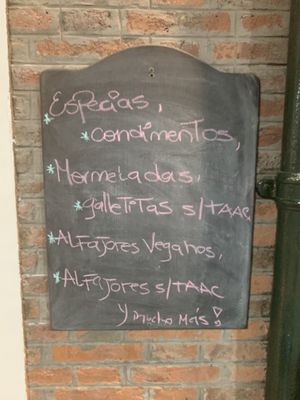 * Especias,
* condimentos,
* Mermeladas,
* galletitas s/TAAC,
* Alfajores Veganos,
* Alfajores s/TAAC
y mucho más!